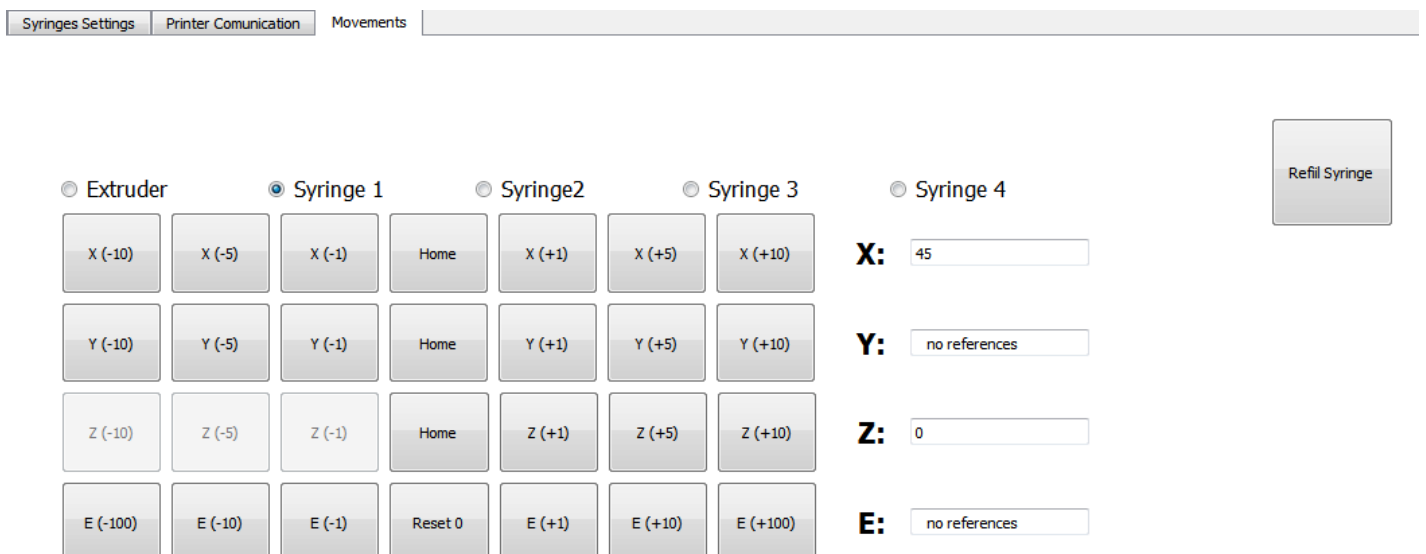 Syringes Settings Printer Comunication Movements
Refill Syringe
Extruder Syringe 1 Syringe2 Syringe 3 Syringe 4
X (-10) X (-5) X (-1) Home X (+1) X (+5) X (+10) X: 45
Y (-10) Y (-5) Y (-1) Home Y (+1) Y (+5) Y (+10) Y: no references
Z (-10) Z (-5) Z (-1) Home Z (+1) Z (+5) Z (+10) Z: 0
E (-100) E (-10) E (-1) Reset 0 E (+1) E (+10) E (+100) E: no references